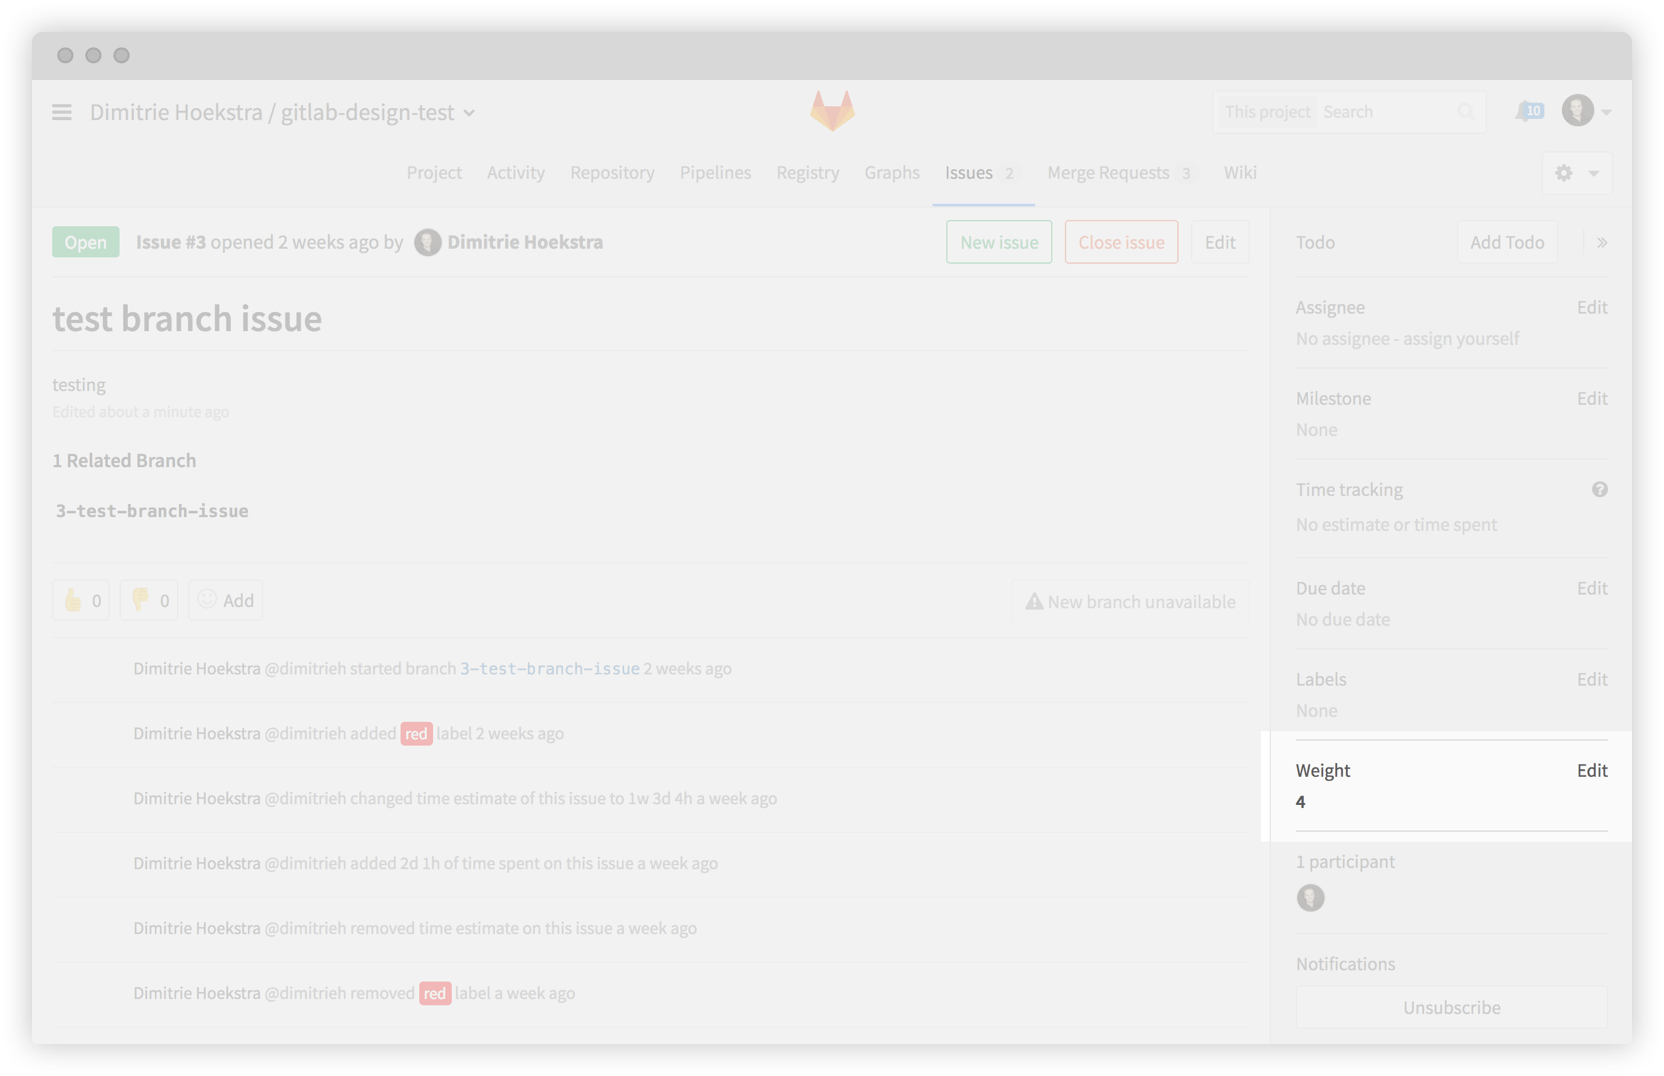 Dimitrie Hoekstra / gitlab-design-test
This project Search
10
Project Activity Repository Pipelines Registry Graphs Issues 2 Merge Requests 3 Wiki
Open Issue #3 opened 2 weeks ago by Dimitrie Hoekstra New issue Close issue Edit
test branch issue
testing
Edited about a minute ago
1 Related Branch
3-test-branch-issue
0 0 Add New branch unavailable
Dimitrie Hoekstra @dimitrieh started branch 3-test-branch-issue 2 weeks ago
Dimitrie Hoekstra @dimitrieh added red label 2 weeks ago
Dimitrie Hoekstra @dimitrieh changed time estimate of this issue to 1w 3d 4h a week ago
Dimitrie Hoekstra @dimitrieh added 2d 1h of time spent on this issue a week ago
Dimitrie Hoekstra @dimitrieh removed time estimate on this issue a week ago
Dimitrie Hoekstra @dimitrieh removed red label a week ago
Todo Add Todo »
Assignee Edit
No assignee - assign yourself
Milestone Edit
None
Time tracking ?
No estimate or time spent
Due date Edit
No due date
Labels Edit
None
Weight Edit
4
1 participant
Notifications
Unsubscribe